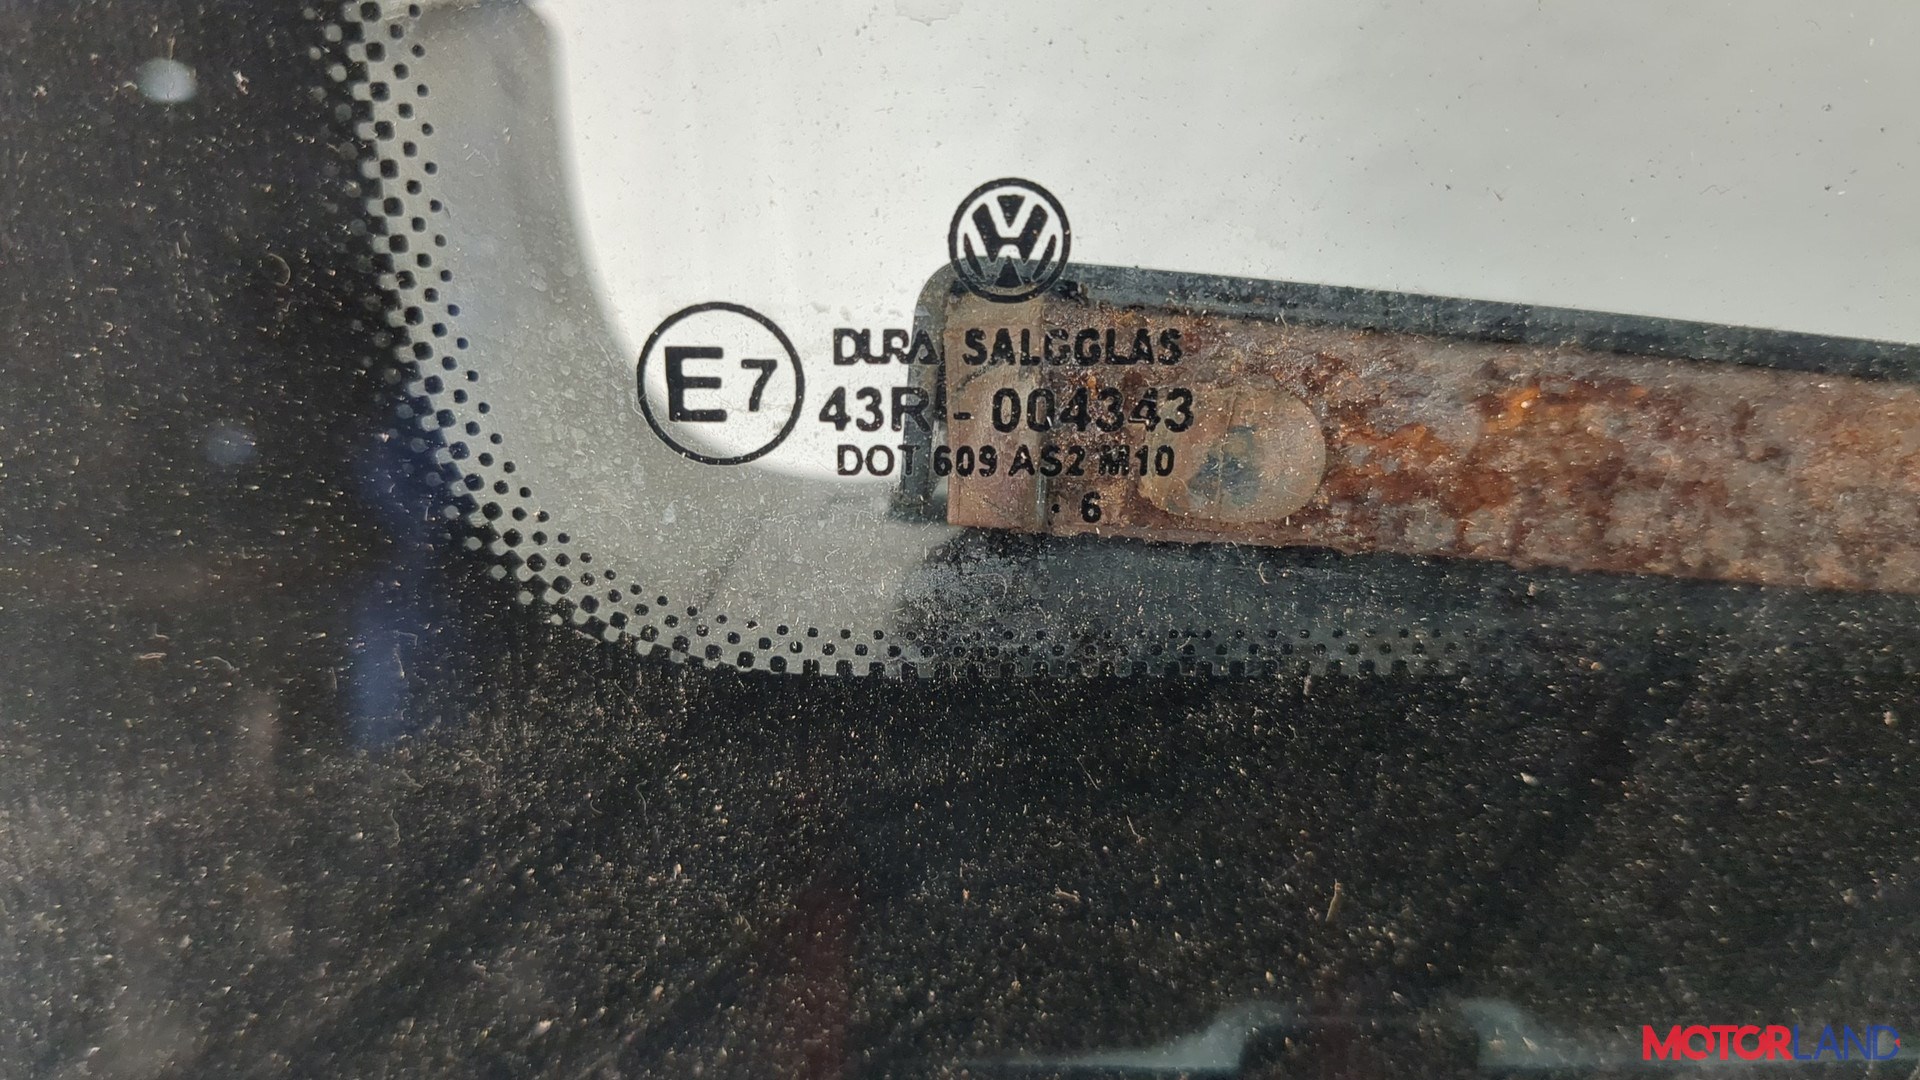 E7
DURA SALGGLAS
43R - 004343
DOT 609 AS2 M10
. 6
MOTORLAND